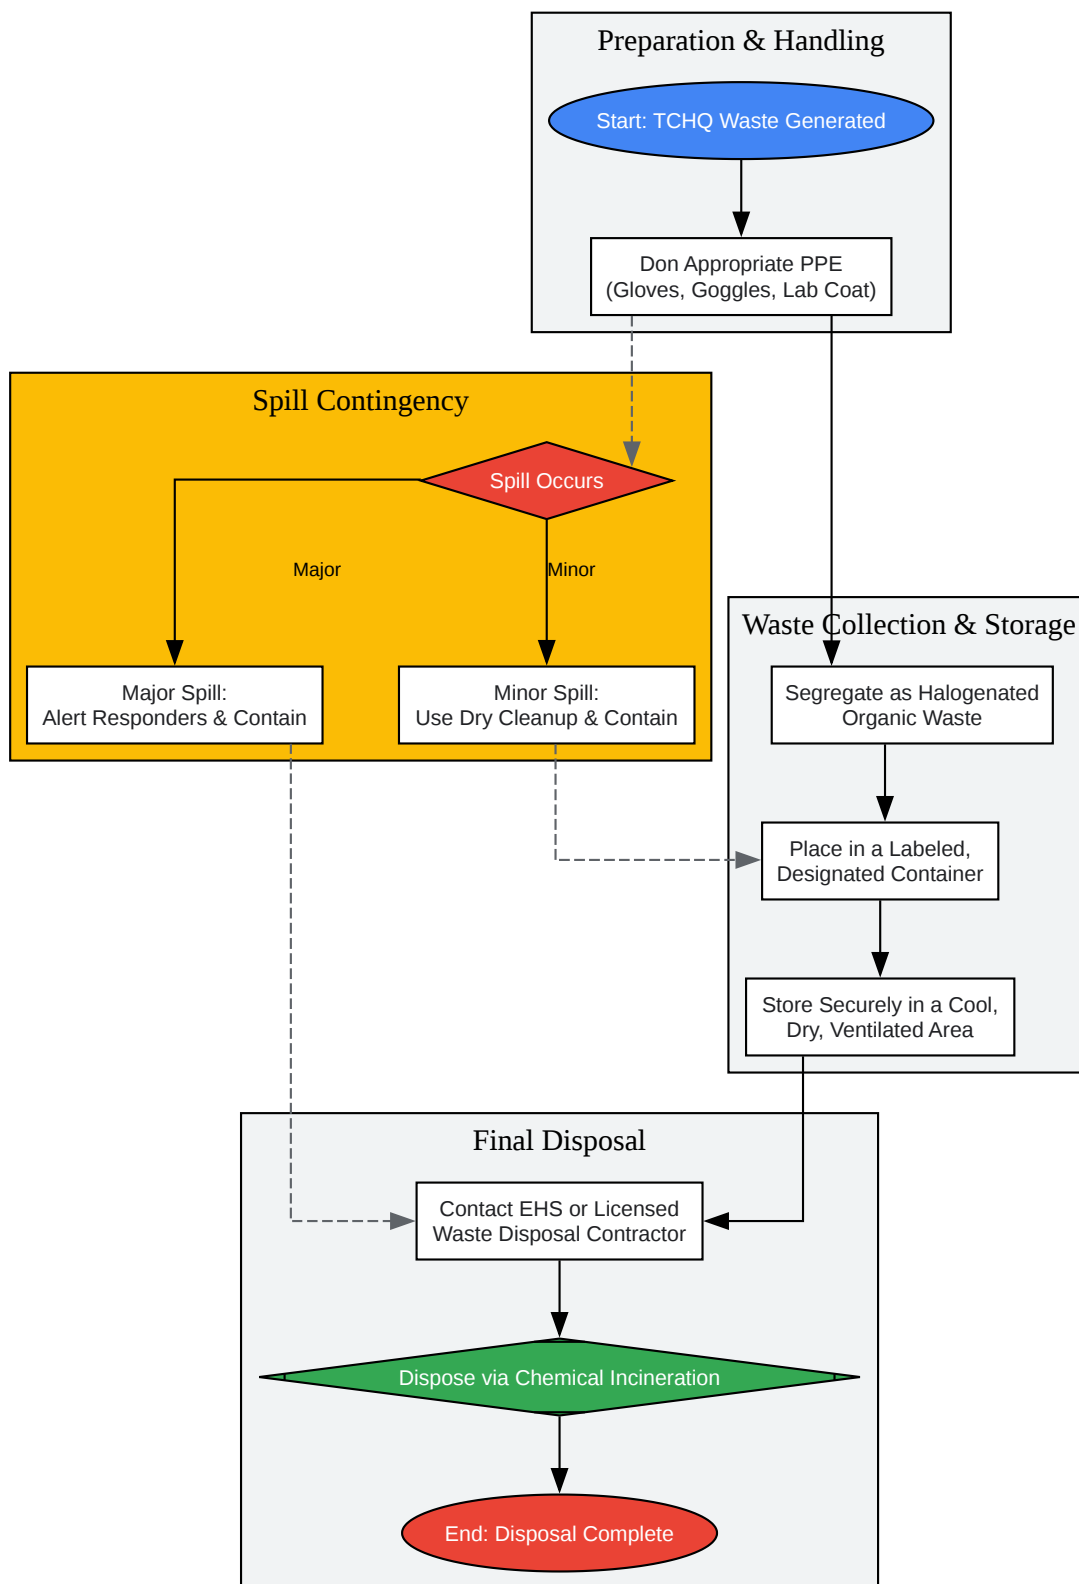 Preparation & Handling
Start: TCHQ Waste Generated
Don Appropriate PPE
(Gloves, Goggles, Lab Coat)
Spill Contingency
Spill Occurs
Major
Minor
Major Spill:
Alert Responders & Contain
Minor Spill:
Use Dry Cleanup & Contain
Waste Collection & Storage
Segregate as Halogenated
Organic Waste
Place in a Labeled,
Designated Container
Store Securely in a Cool,
Dry, Ventilated Area
Final Disposal
Contact EHS or Licensed
Waste Disposal Contractor
Dispose via Chemical Incineration
End: Disposal Complete